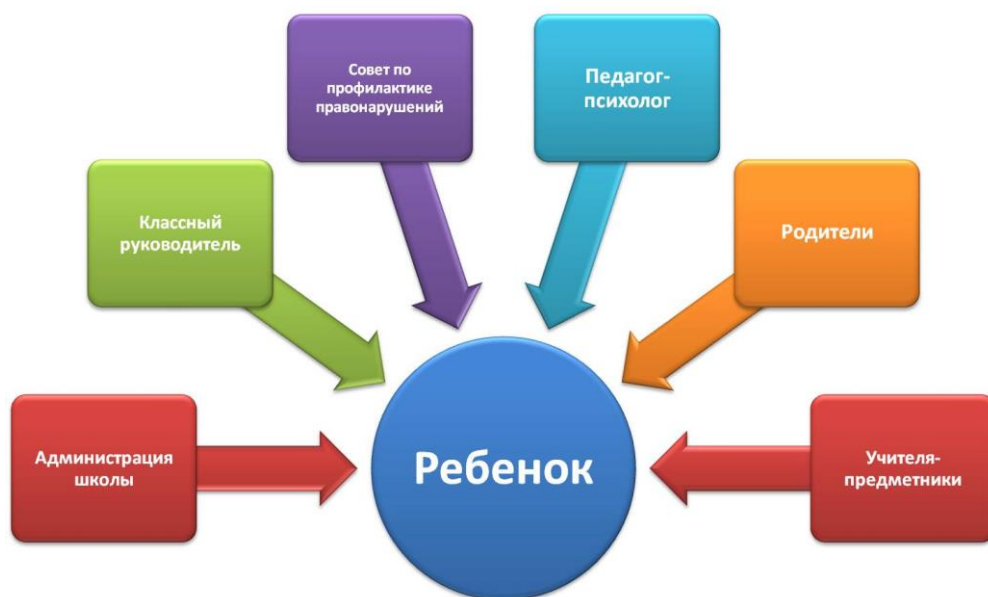 Совет по
профилактике
правонарушений
Педагог-
психолог
Классный
руководитель
Родители
Администрация
школы
Ребенок
Учителя-
предметники